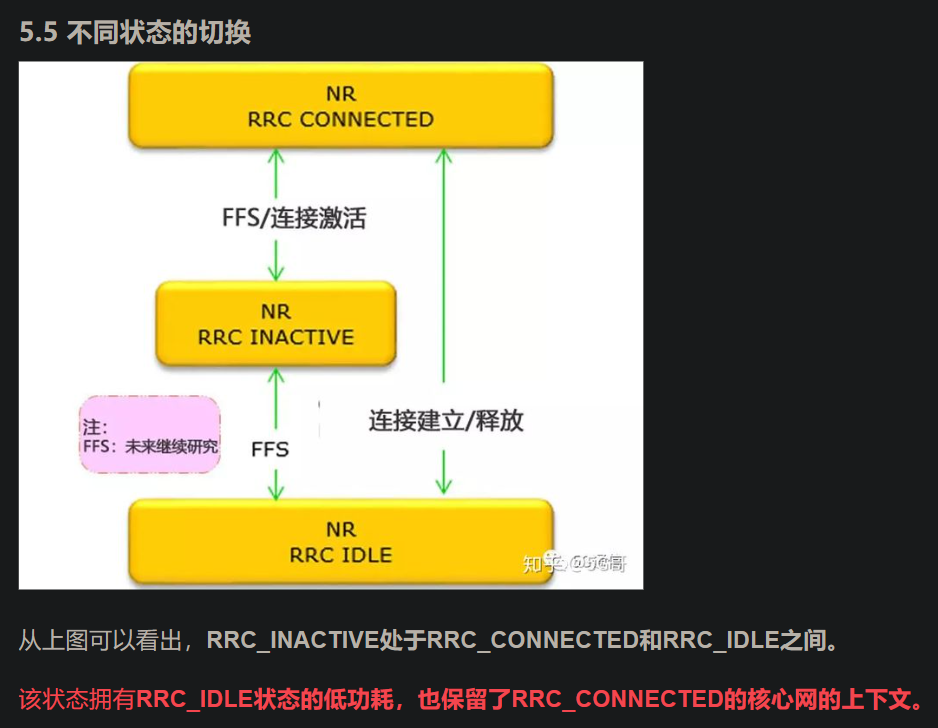 5.5 不同状态的切换
NR
RRC CONNECTED
FFS/连接激活
NR
RRC INACTIVE
注：
FFS：未来继续研究
FFS
连接建立/释放
NR
RRC IDLE
知乎
从上图可以看出，RRC_INACTIVE处于RRC_CONNECTED和RRC_IDLE之间。
该状态拥有RRC_IDLE状态的低功耗，也保留了RRC_CONNECTED的核心网的上下文。